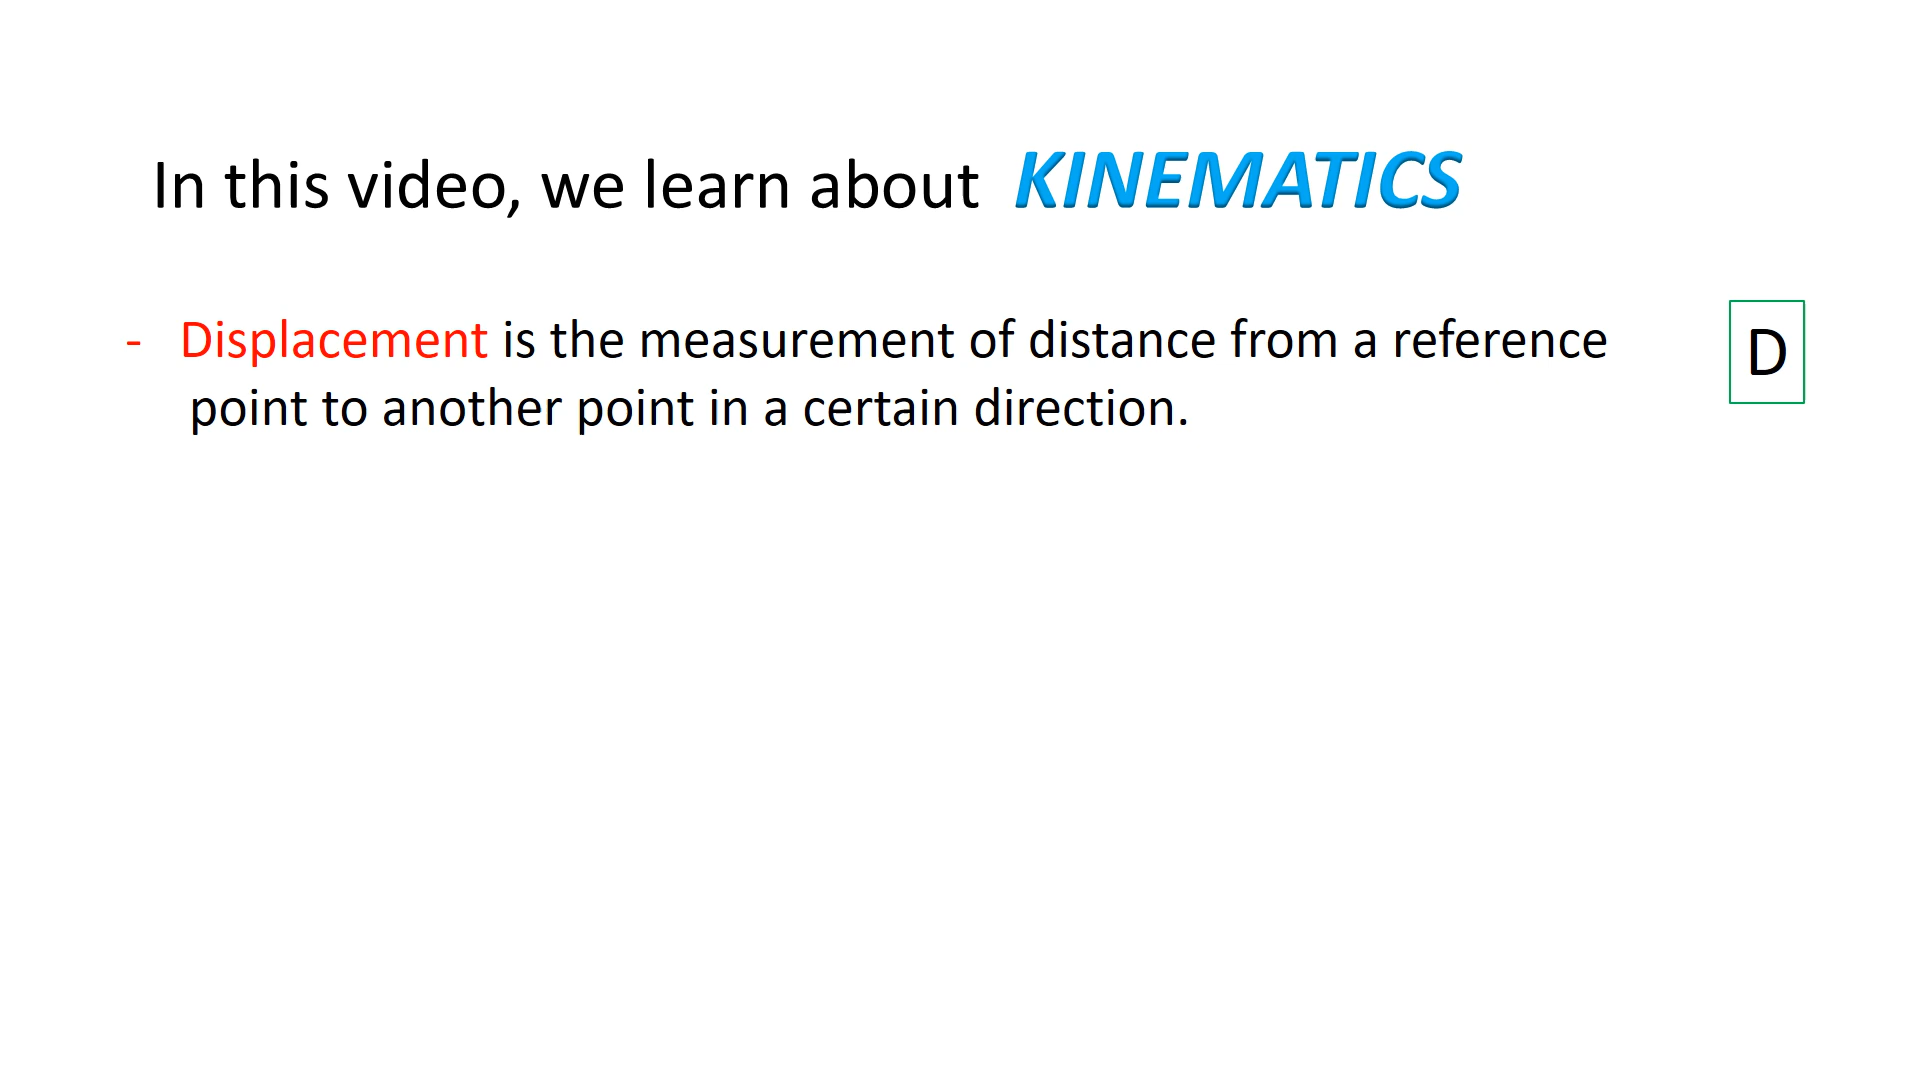 In this video, we learn about KINEMATICS
- Displacement is the measurement of distance from a reference
point to another point in a certain direction.
D